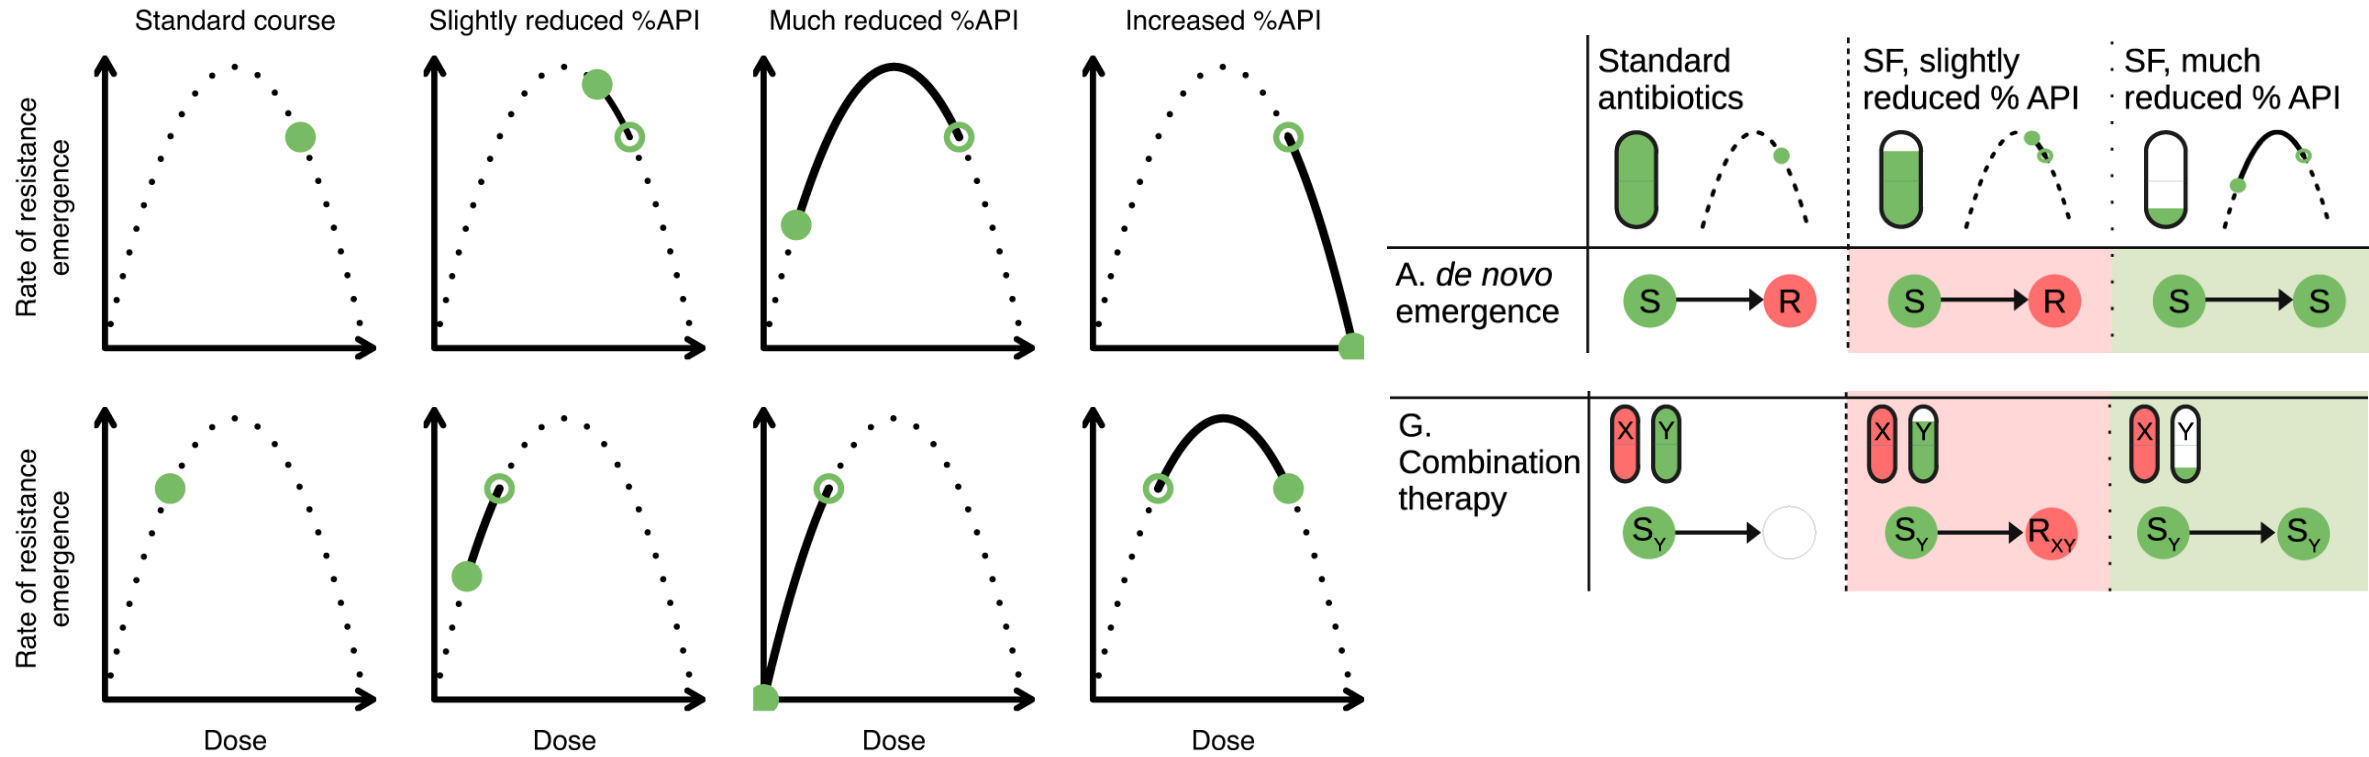 Standard course
Slightly reduced %API
Much reduced %API
Increased %API
Rate of resistance
emergence
Rate of resistance
emergence
Dose
Dose
Dose
Dose
Standard
antibiotics
SF, slightly
reduced % API
SF, much
reduced % API
A. de novo
emergence
S
R
S
R
S
S
G.
Combination
therapy
X
Y
X
Y
X
Y
SY
SY
RXY
SY
SY